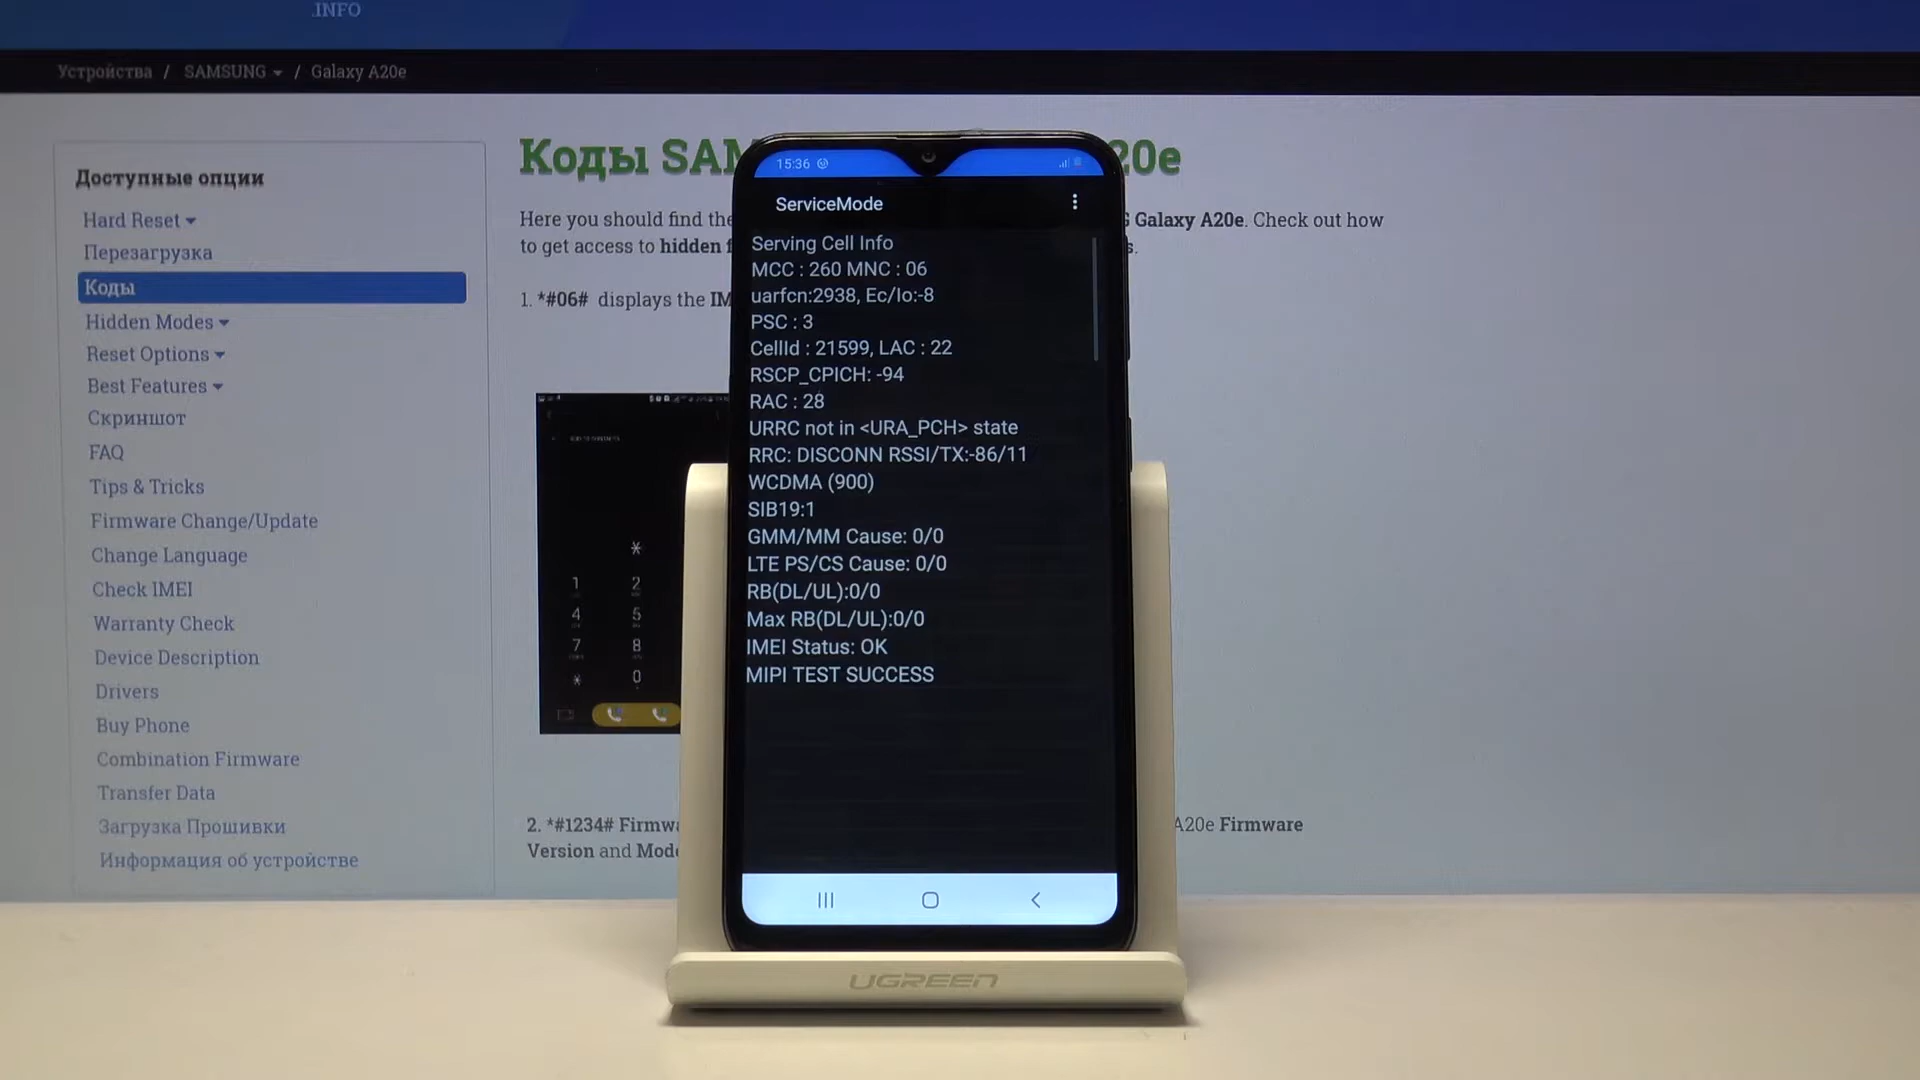 .INFO
Устройства / SAMSUNG / Galaxy A20e
Доступные опции
Hard Reset
Перезагрузка
Коды
Hidden Modes
Reset Options
Best Features
Скриншот
FAQ
Tips & Tricks
Firmware Change/Update
Change Language
Check IMEI
Warranty Check
Device Description
Drivers
Buy Phone
Combination Firmware
Transfer Data
Загрузка Прошивки
Информация об устройстве
Коды 20e
Here you should find the Galaxy A20e. Check out how
to get access to hidden
1. *#06# displays the
*
1 2
4 5
7 8
* 0
2. *#1234# A20e Firmware
Version and
15:36
ServiceMode
Serving Cell Info
MCC : 260 MNC : 06
uarfcn:2938, Ec/Io:-8
PSC : 3
CellId : 21599, LAC : 22
RSCP_CPICH: -94
RAC : 28
URRC not in <URA_PCH> state
RRC: DISCONN RSSI/TX:-86/11
WCDMA (900)
SIB19:1
GMM/MM Cause: 0/0
LTE PS/CS Cause: 0/0
RB(DL/UL):0/0
Max RB(DL/UL):0/0
IMEI Status: OK
MIPI TEST SUCCESS
UGREEN